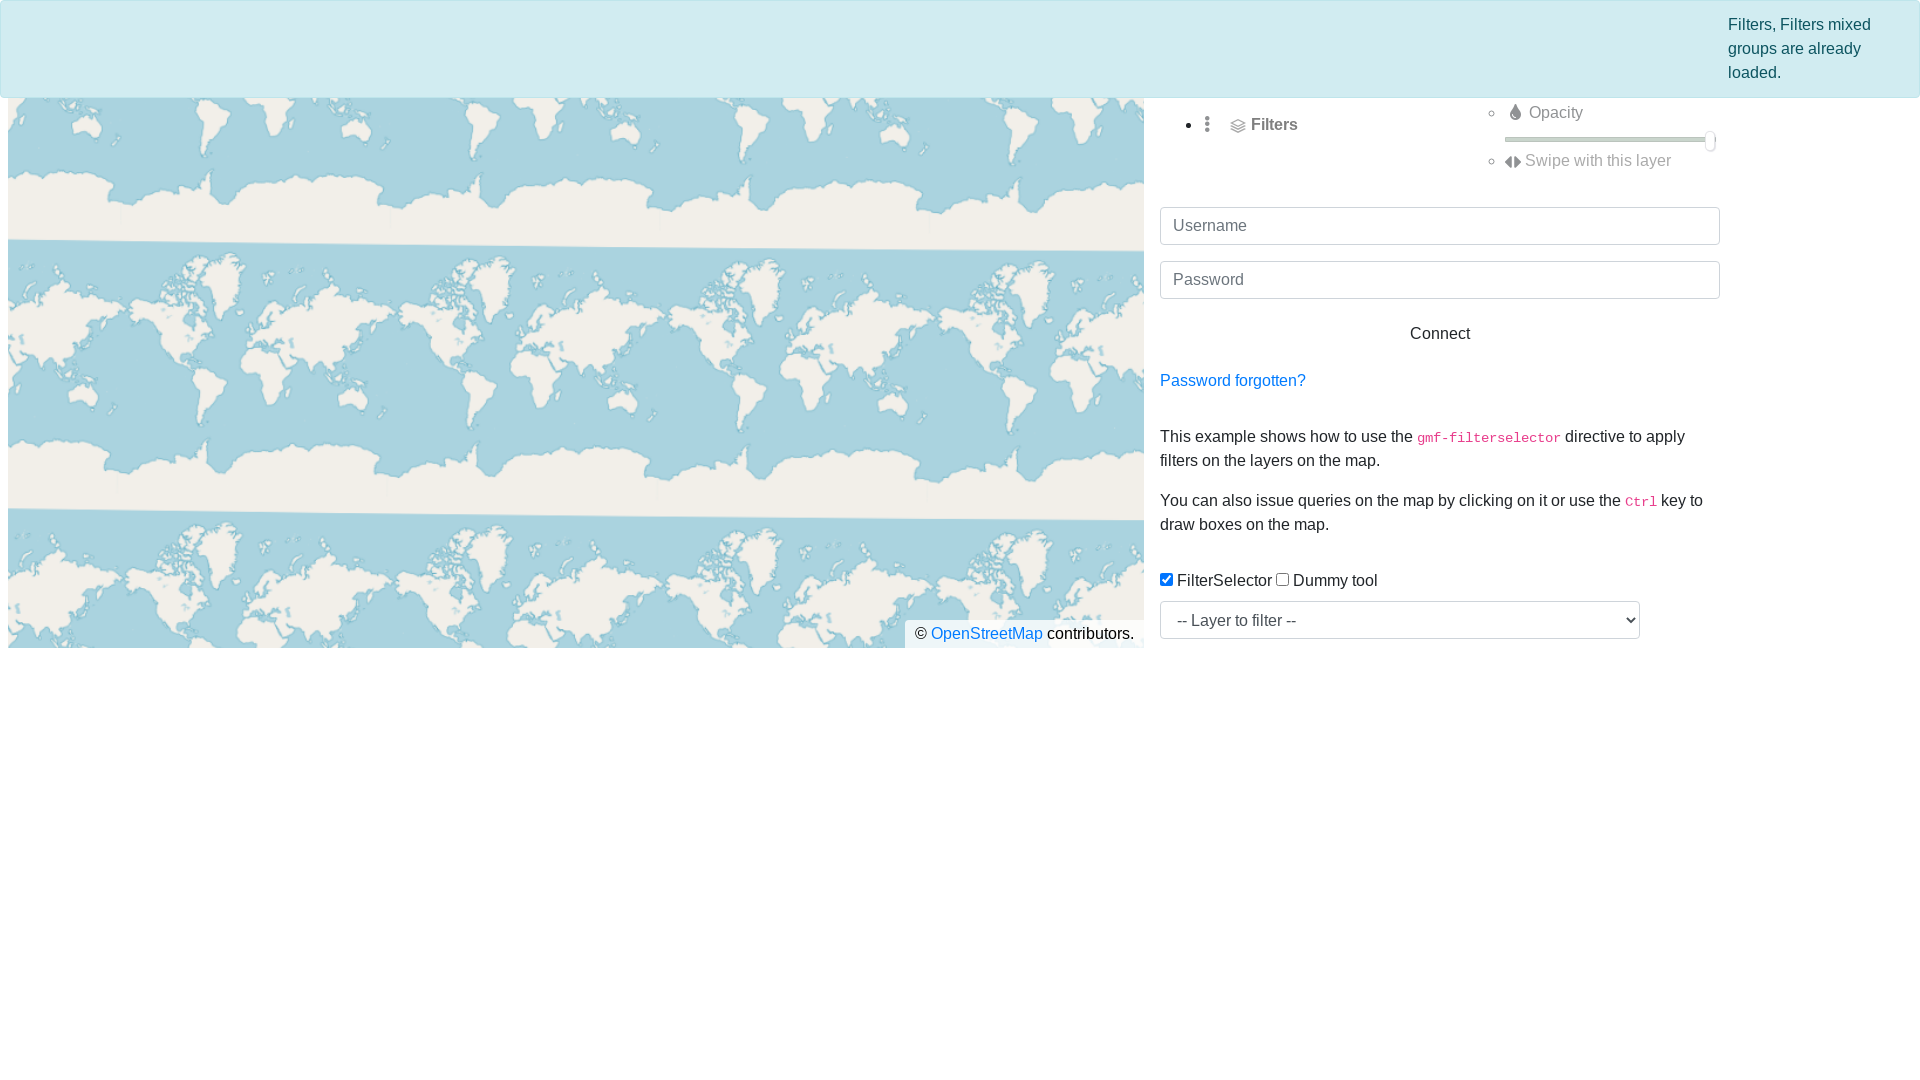 Filters, Filters mixed
groups are already
loaded.
Filters
Opacity
Swipe with this layer
Username
Password
Connect
Password forgotten?
This example shows how to use the gmf-filterselector directive to apply
filters on the layers on the map.
You can also issue queries on the map by clicking on it or use the Ctrl key to
draw boxes on the map.
FilterSelector Dummy tool
-- Layer to filter --
© OpenStreetMap contributors.